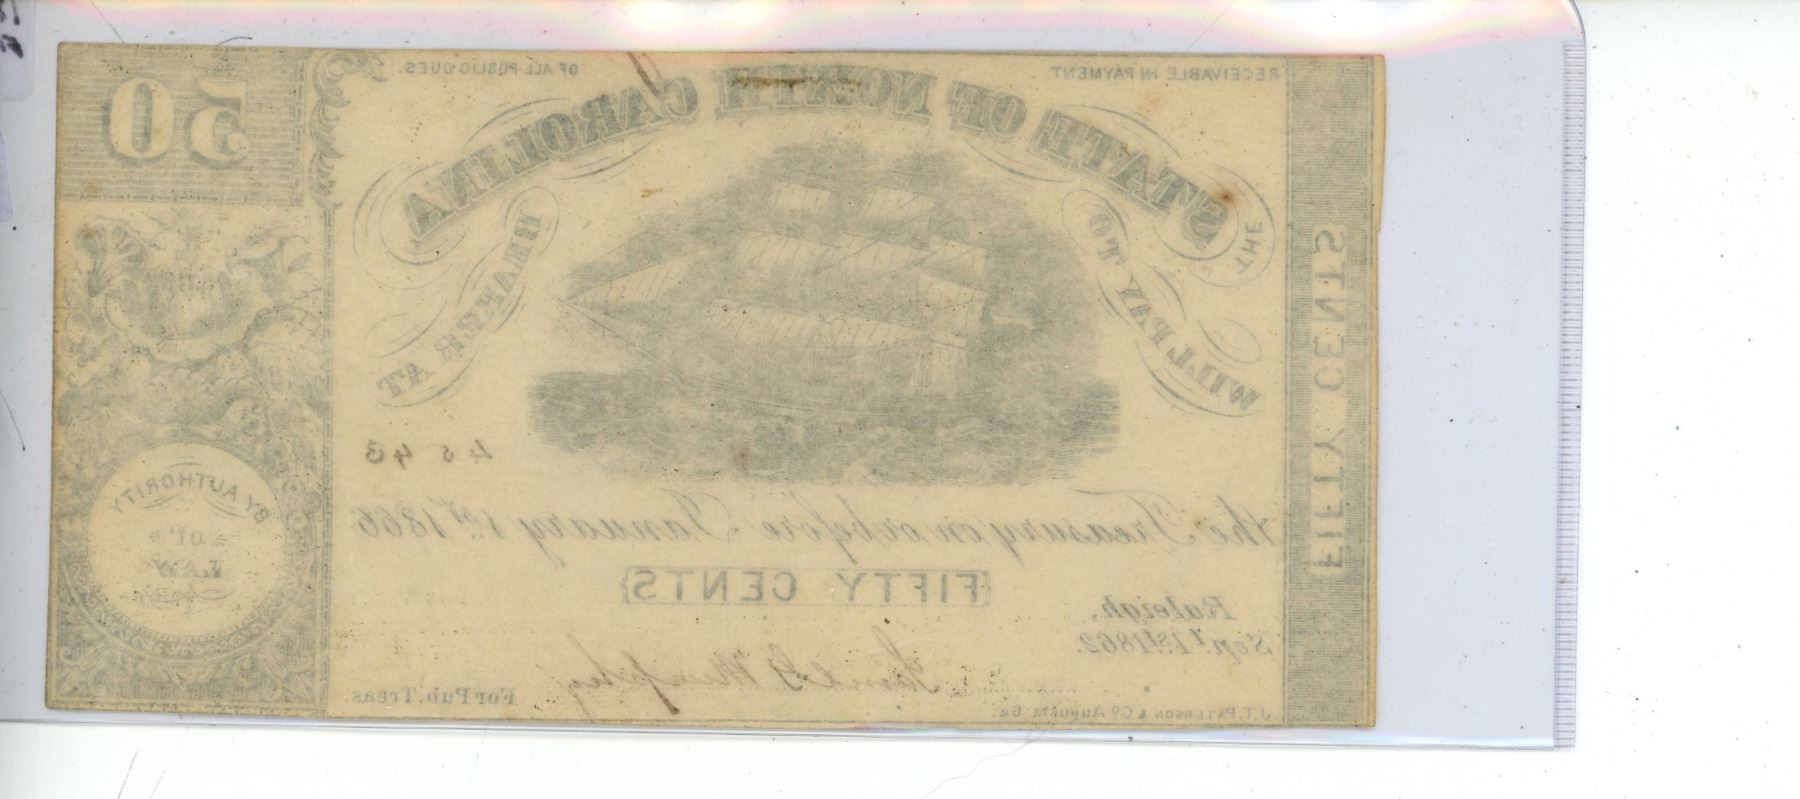 RECEIVABLE IN PAYMENT OF ALL PUBLIC DUES.
50
THE
STATE OF NORTH CAROLINA
WILL PAY TO
BEARER AT
4543
the Treasury on or before January 1st 1866
FIFTY CENTS
Raleigh,
Sept. 1st 1862.
For Pub. Treas.
J.T. PATERSON & Co Augusta Ga.
BY AUTHORITY
OF
LAW
FIFTY CENTS